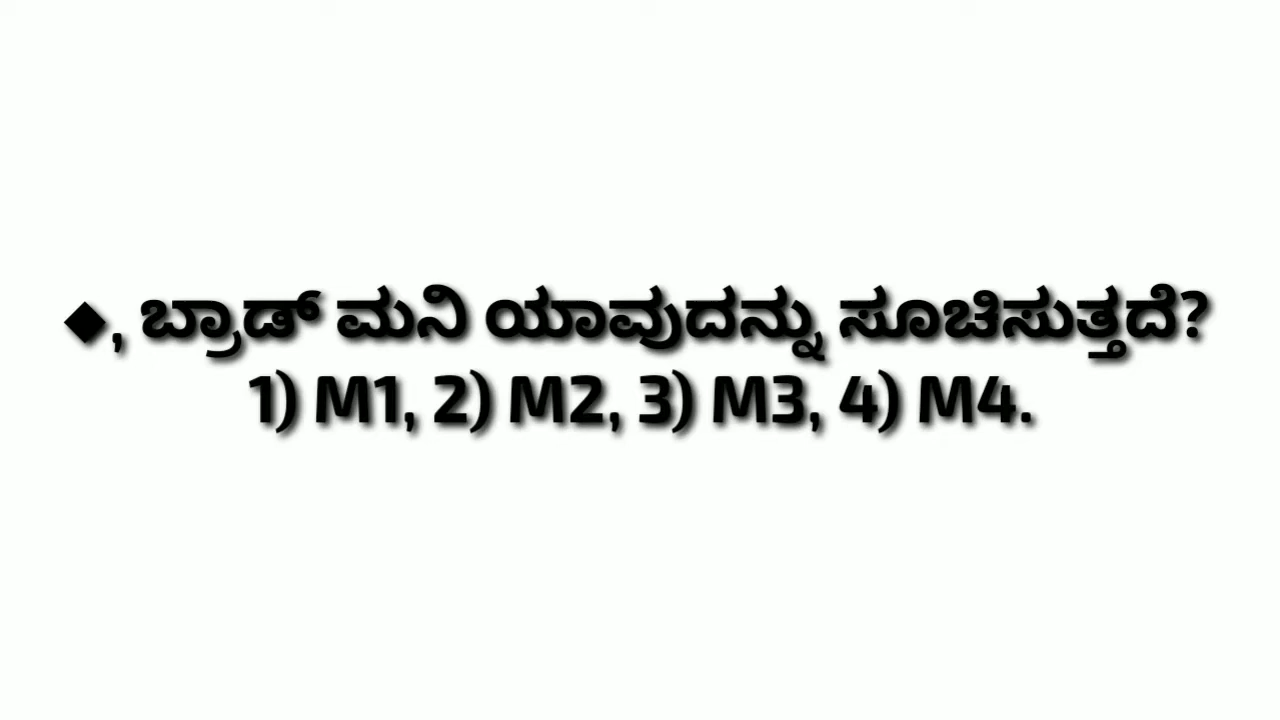 ◆, ಬ್ರಾಡ್ ಮನಿ ಯಾವುದನ್ನು ಸೂಚಿಸುತ್ತದೆ?
1) M1, 2) M2, 3) M3, 4) M4.